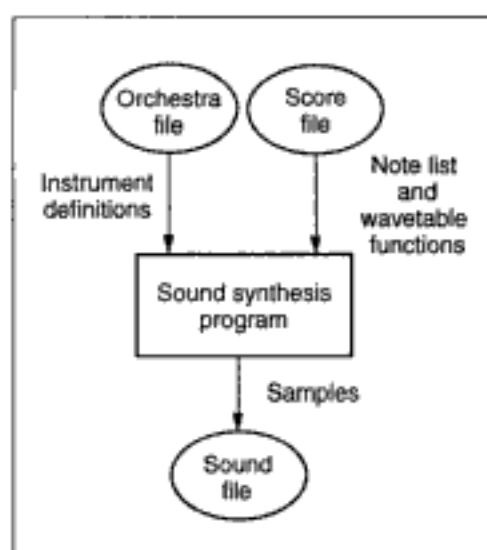 Orchestra
file
Score
file
Instrument
definitions
Note list
and
wavetable
functions
Sound synthesis
program
Samples
Sound
file